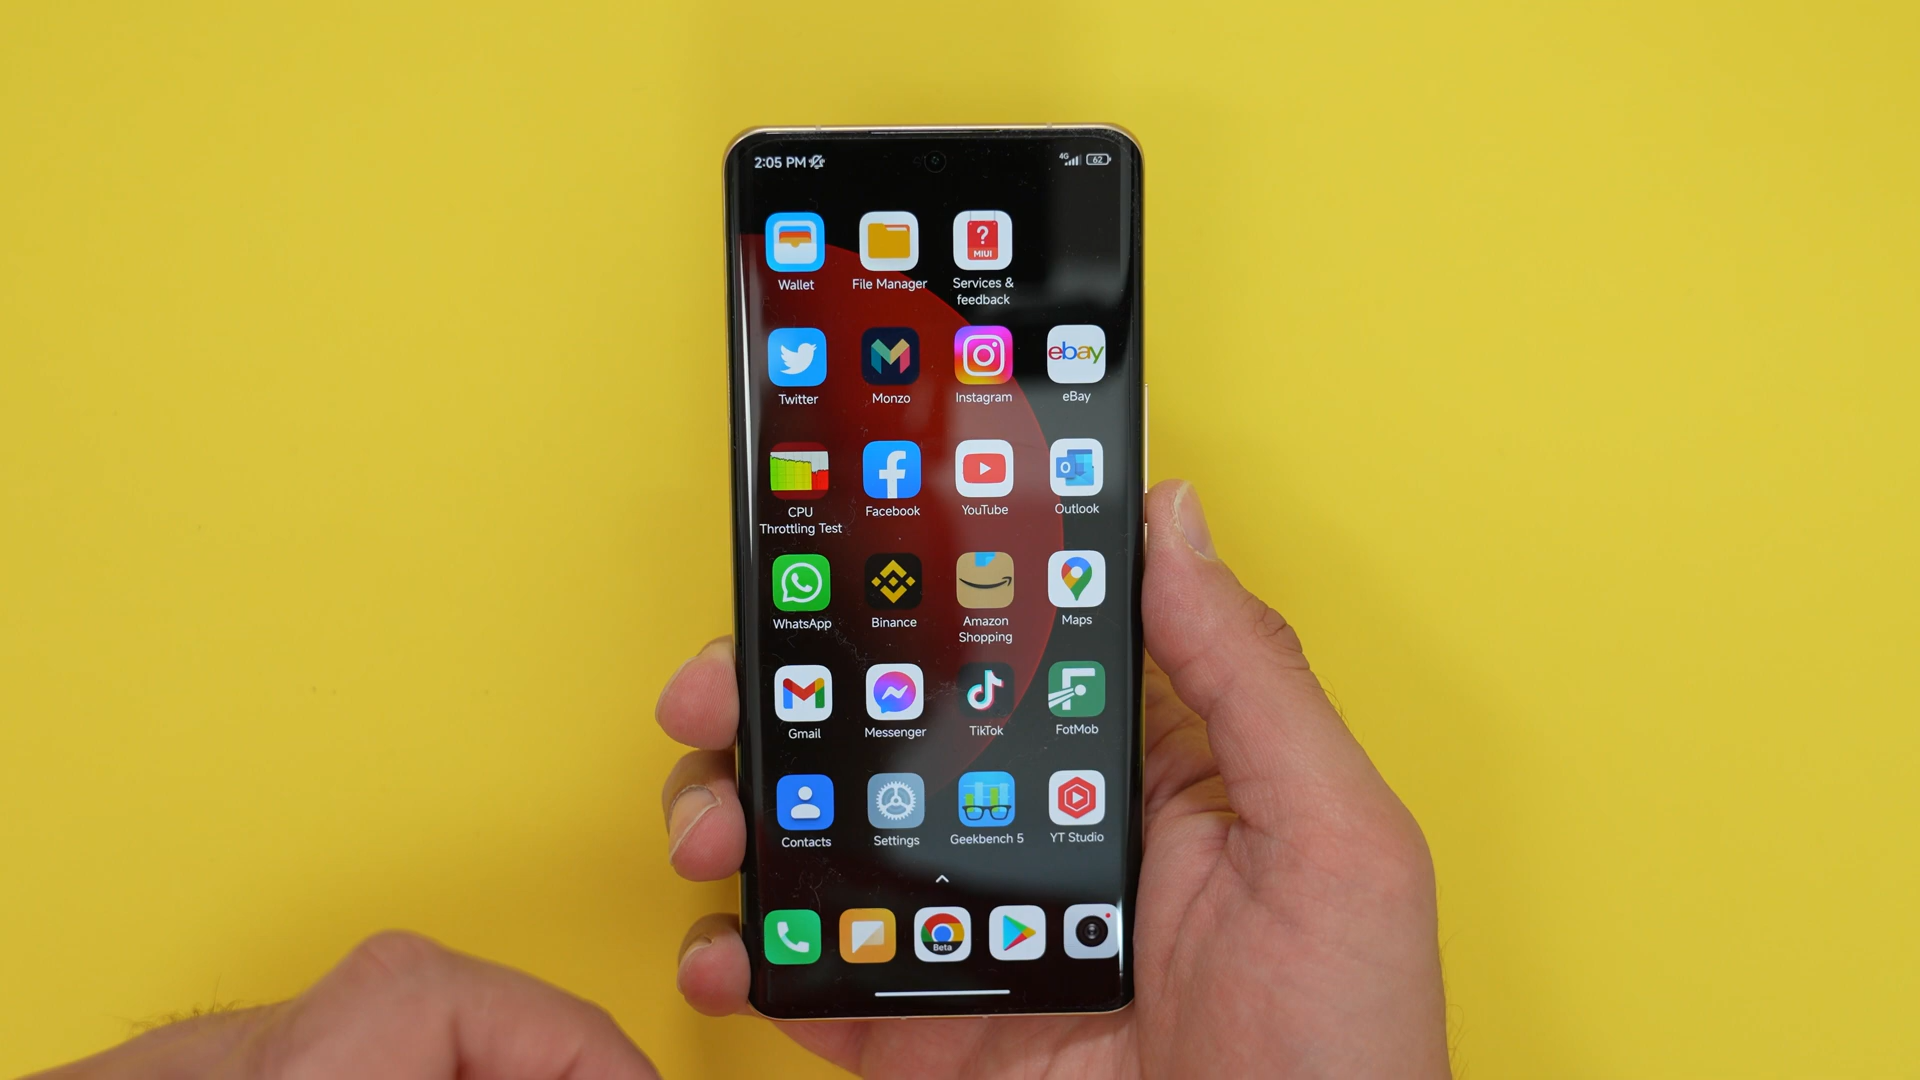 2:05 PM
4G
62
?
MIUI
Wallet
File Manager
Services &
feedback
ebay
Twitter
Monzo
Instagram
eBay
CPU
Throttling Test
Facebook
YouTube
Outlook
WhatsApp
Binance
Amazon
Shopping
Maps
Gmail
Messenger
TikTok
FotMob
Contacts
Settings
Geekbench 5
YT Studio
Beta